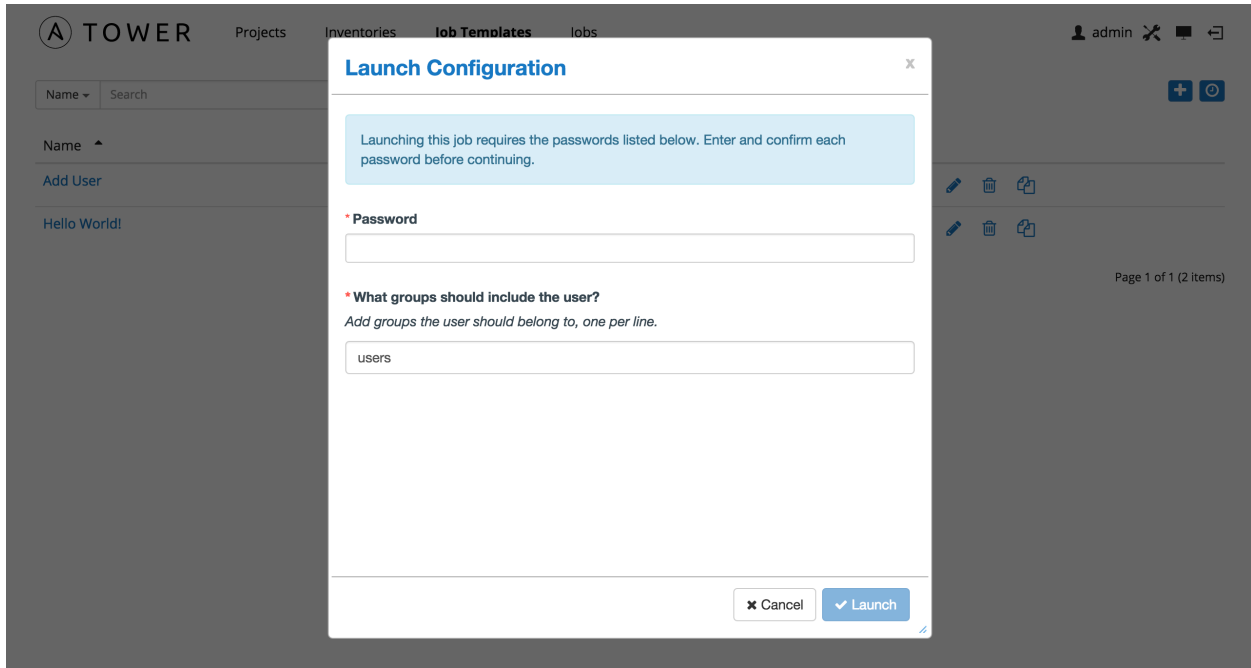 TOWER Projects Inventories Job Templates Jobs admin
Launch Configuration x
Name Search
Launching this job requires the passwords listed below. Enter and confirm each
password before continuing.
Name
Add User
* Password
Hello World!
Page 1 of 1 (2 items)
* What groups should include the user?
Add groups the user should belong to, one per line.
users
Cancel Launch